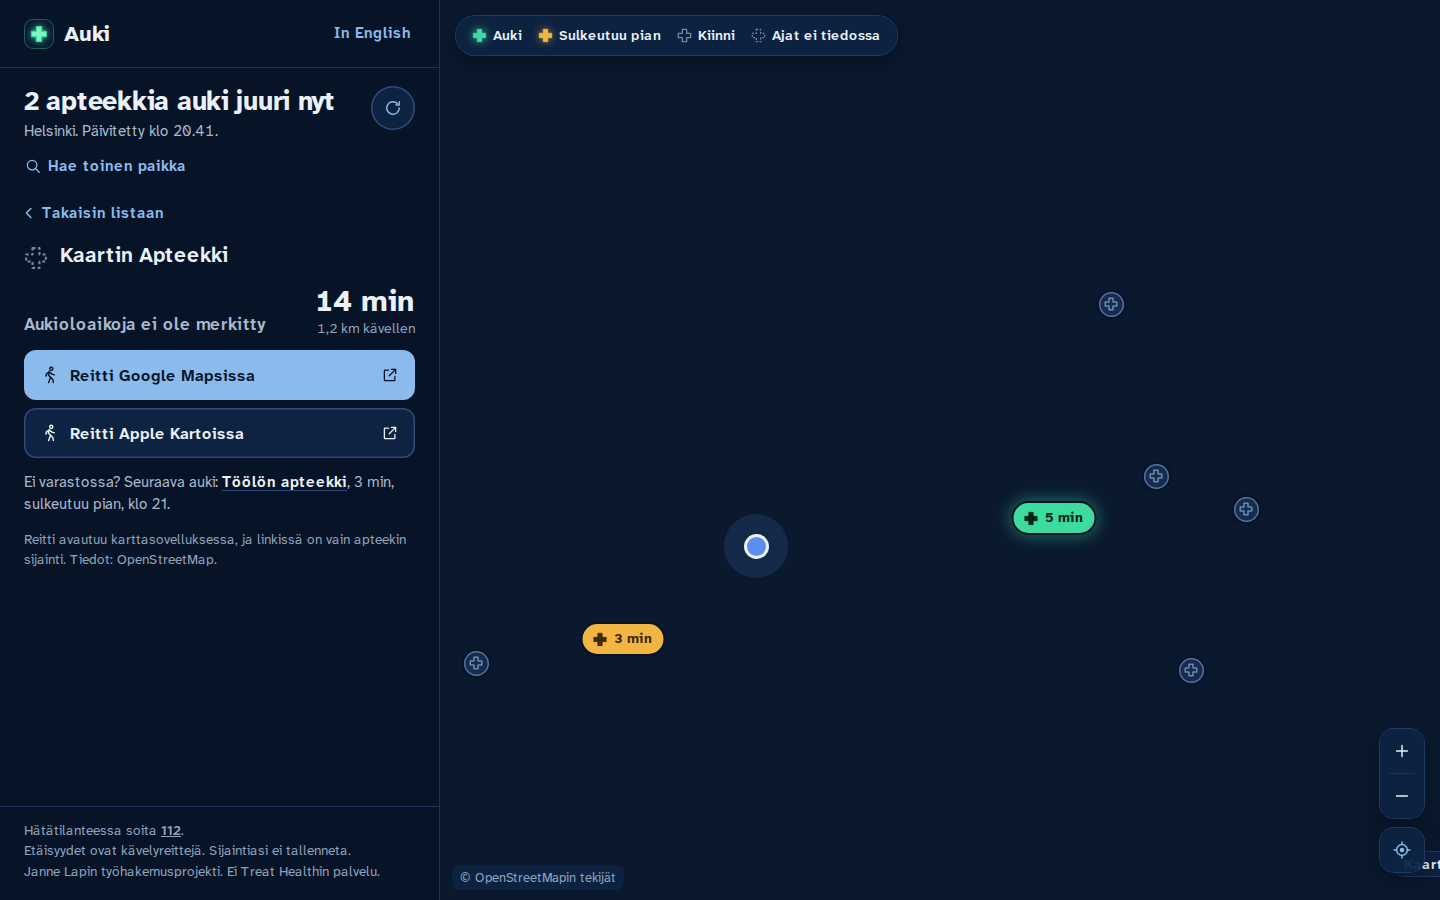 Auki
In English
2 apteekkia auki juuri nyt
Helsinki. Päivitetty klo 20.41.
Hae toinen paikka
Takaisin listaan
Kaartin Apteekki
14 min
Aukioloaikoja ei ole merkitty
1,2 km kävellen
Reitti Google Mapsissa
Reitti Apple Kartoissa
Ei varastossa? Seuraava auki: Töölön apteekki, 3 min,
sulkeutuu pian, klo 21.
Reitti avautuu karttasovelluksessa, ja linkissä on vain apteekin
sijainti. Tiedot: OpenStreetMap.
Hätätilanteessa soita 112.
Etäisyydet ovat kävelyreittejä. Sijaintiasi ei tallenneta.
Janne Lapin työhakemusprojekti. Ei Treat Healthin palvelu.
Auki Sulkeutuu pian Kiinni Ajat ei tiedossa
5 min
3 min
© OpenStreetMapin tekijät